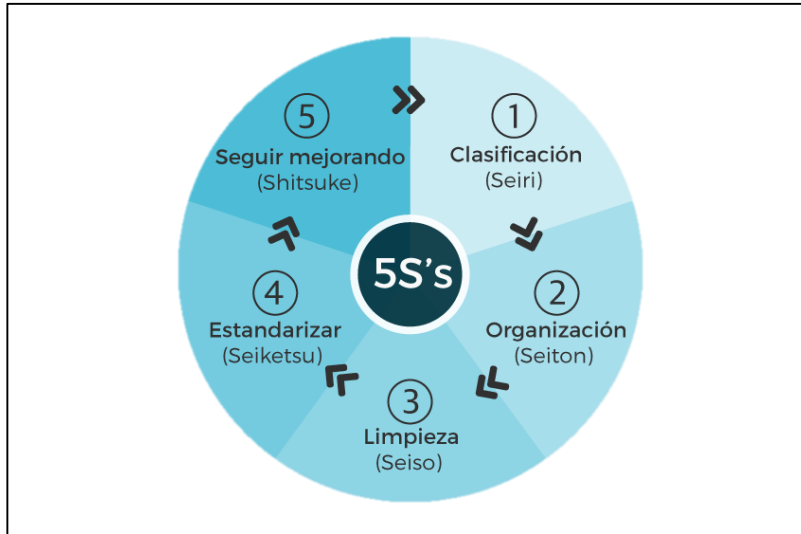 1
Clasificación
(Seiri)
2
Organización
(Seiton)
3
Limpieza
(Seiso)
4
Estandarizar
(Seiketsu)
5
Seguir mejorando
(Shitsuke)
5S’s